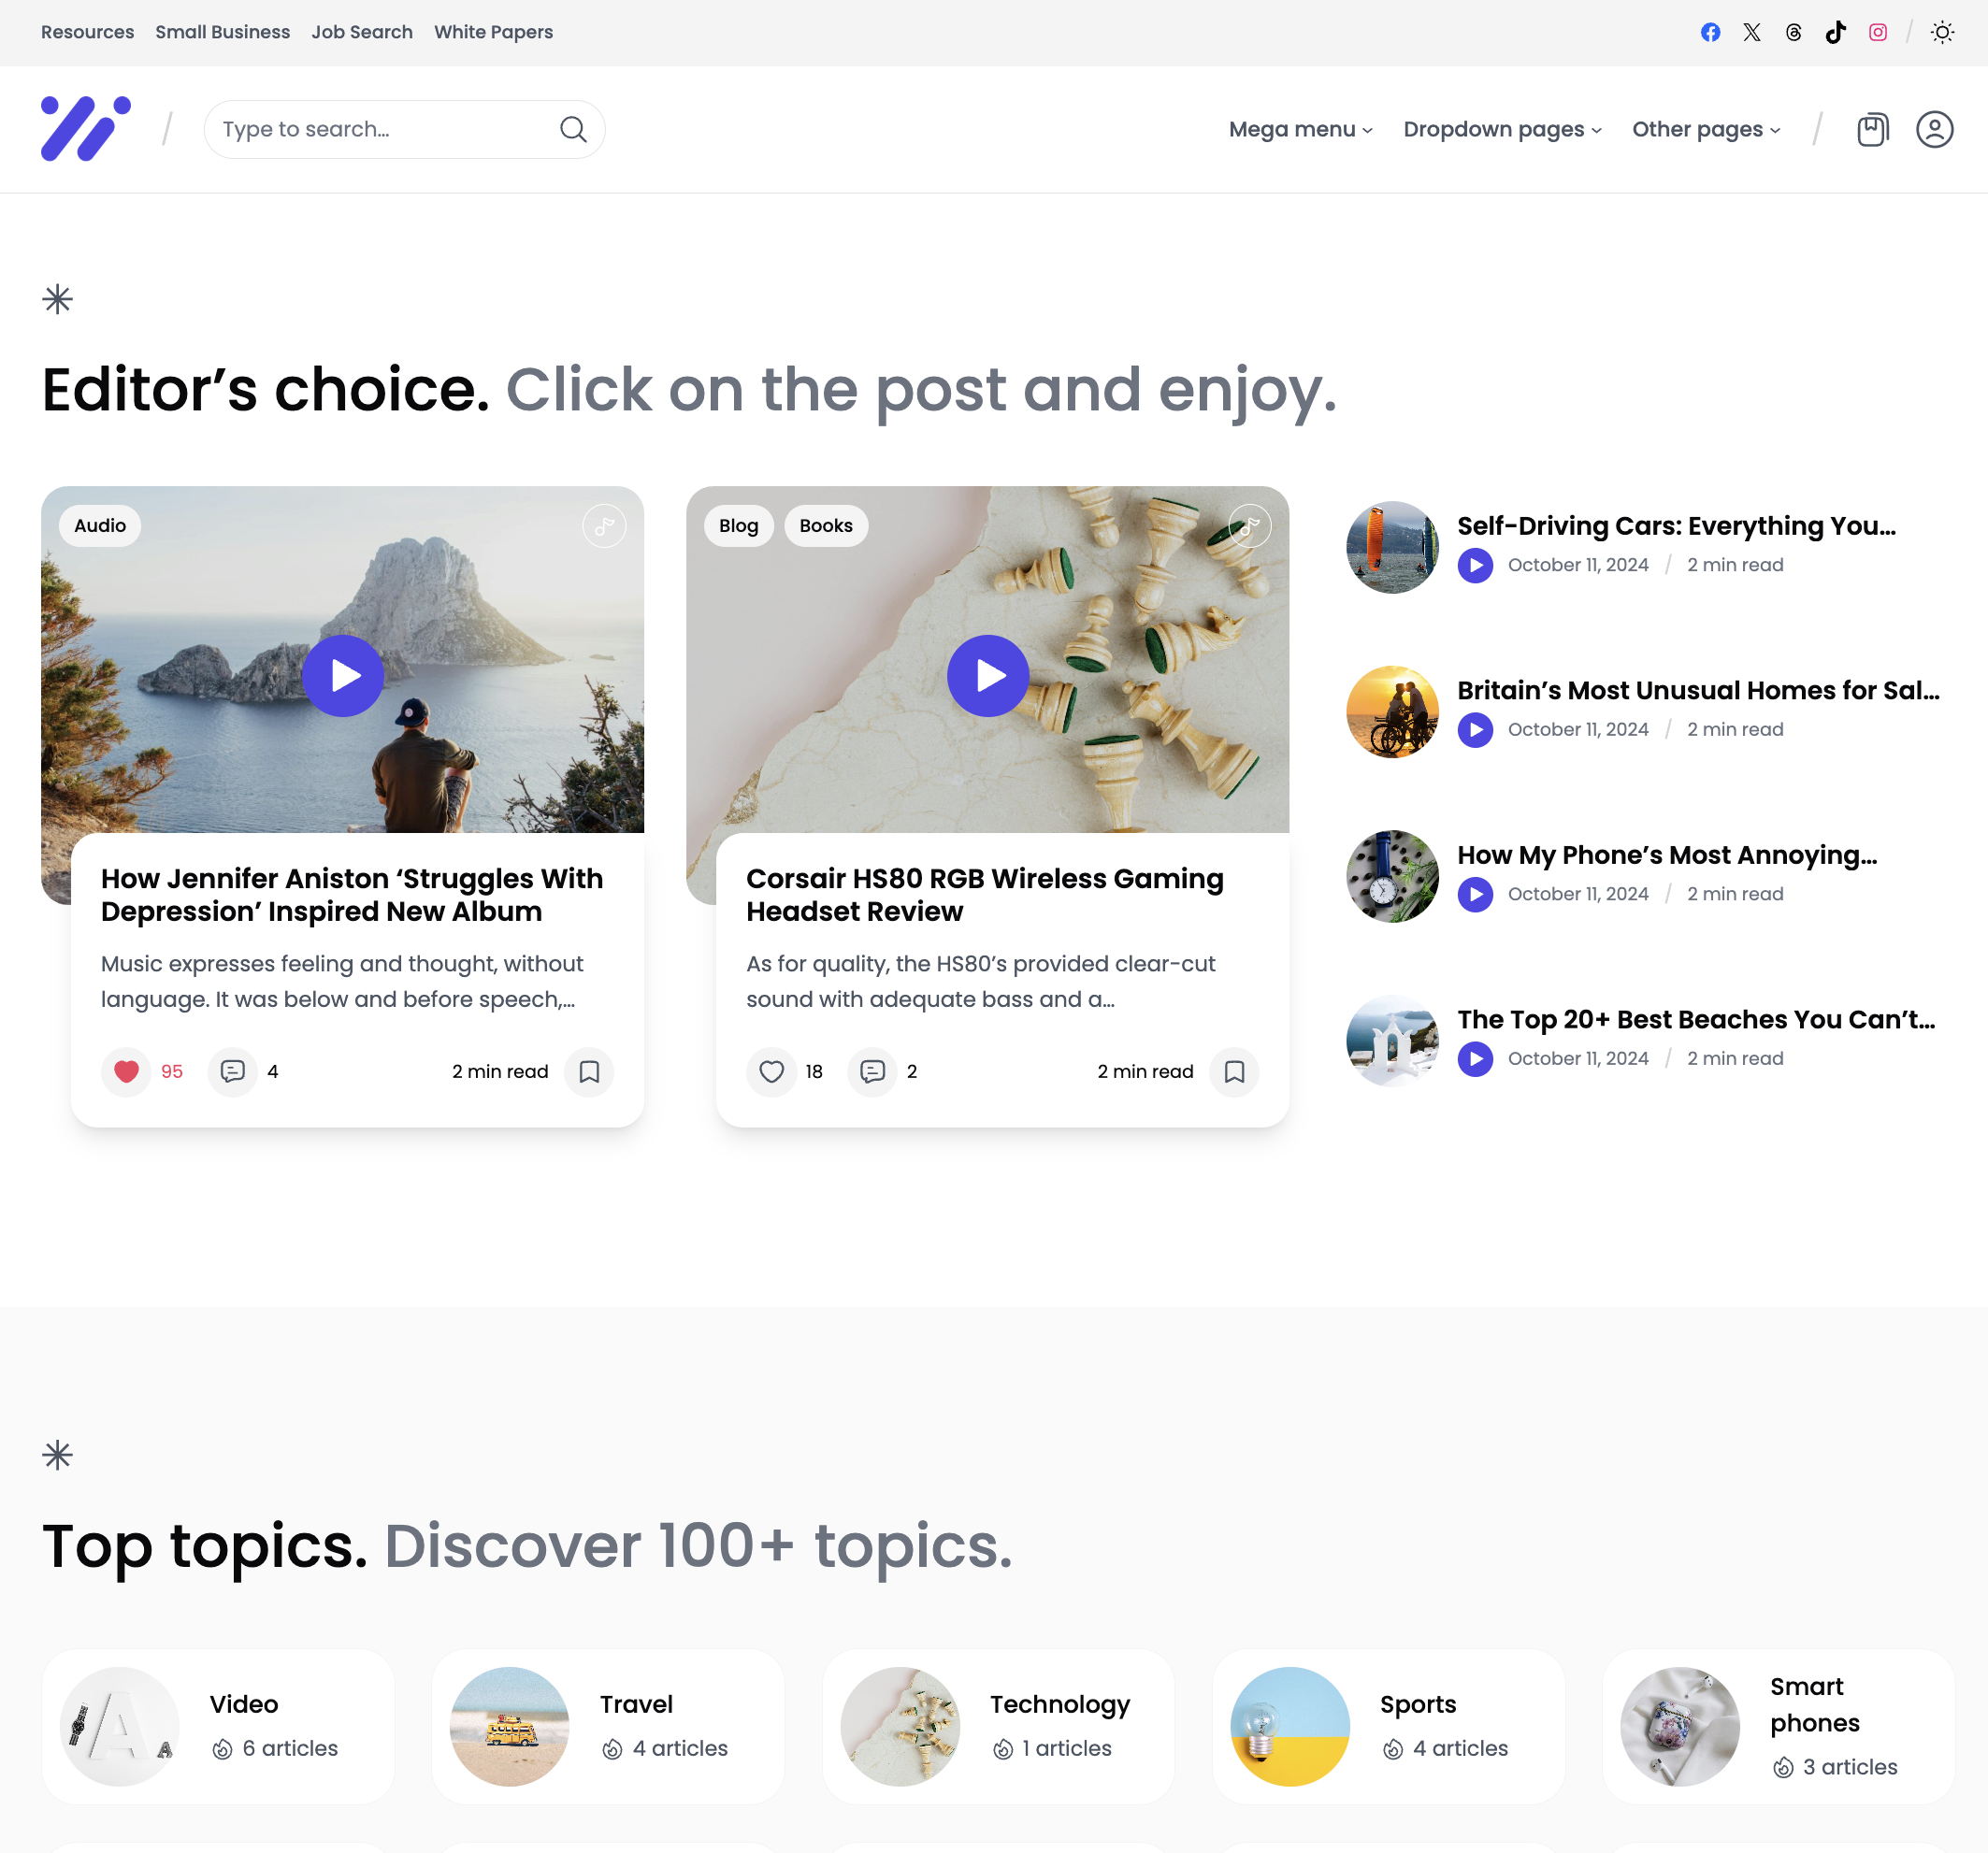 Resources Small Business Job Search White Papers
Type to search...
Mega menu Dropdown pages Other pages
Editor’s choice. Click on the post and enjoy.
Audio
How Jennifer Aniston ‘Struggles With
Depression’ Inspired New Album
Music expresses feeling and thought, without
language. It was below and before speech,...
95 4 2 min read
Blog Books
Corsair HS80 RGB Wireless Gaming
Headset Review
As for quality, the HS80’s provided clear-cut
sound with adequate bass and a...
18 2 2 min read
Self-Driving Cars: Everything You...
October 11, 2024 / 2 min read
Britain’s Most Unusual Homes for Sal...
October 11, 2024 / 2 min read
How My Phone’s Most Annoying...
October 11, 2024 / 2 min read
The Top 20+ Best Beaches You Can’t...
October 11, 2024 / 2 min read
Top topics. Discover 100+ topics.
Video
6 articles
Travel
4 articles
Technology
1 articles
Sports
4 articles
Smart
phones
3 articles